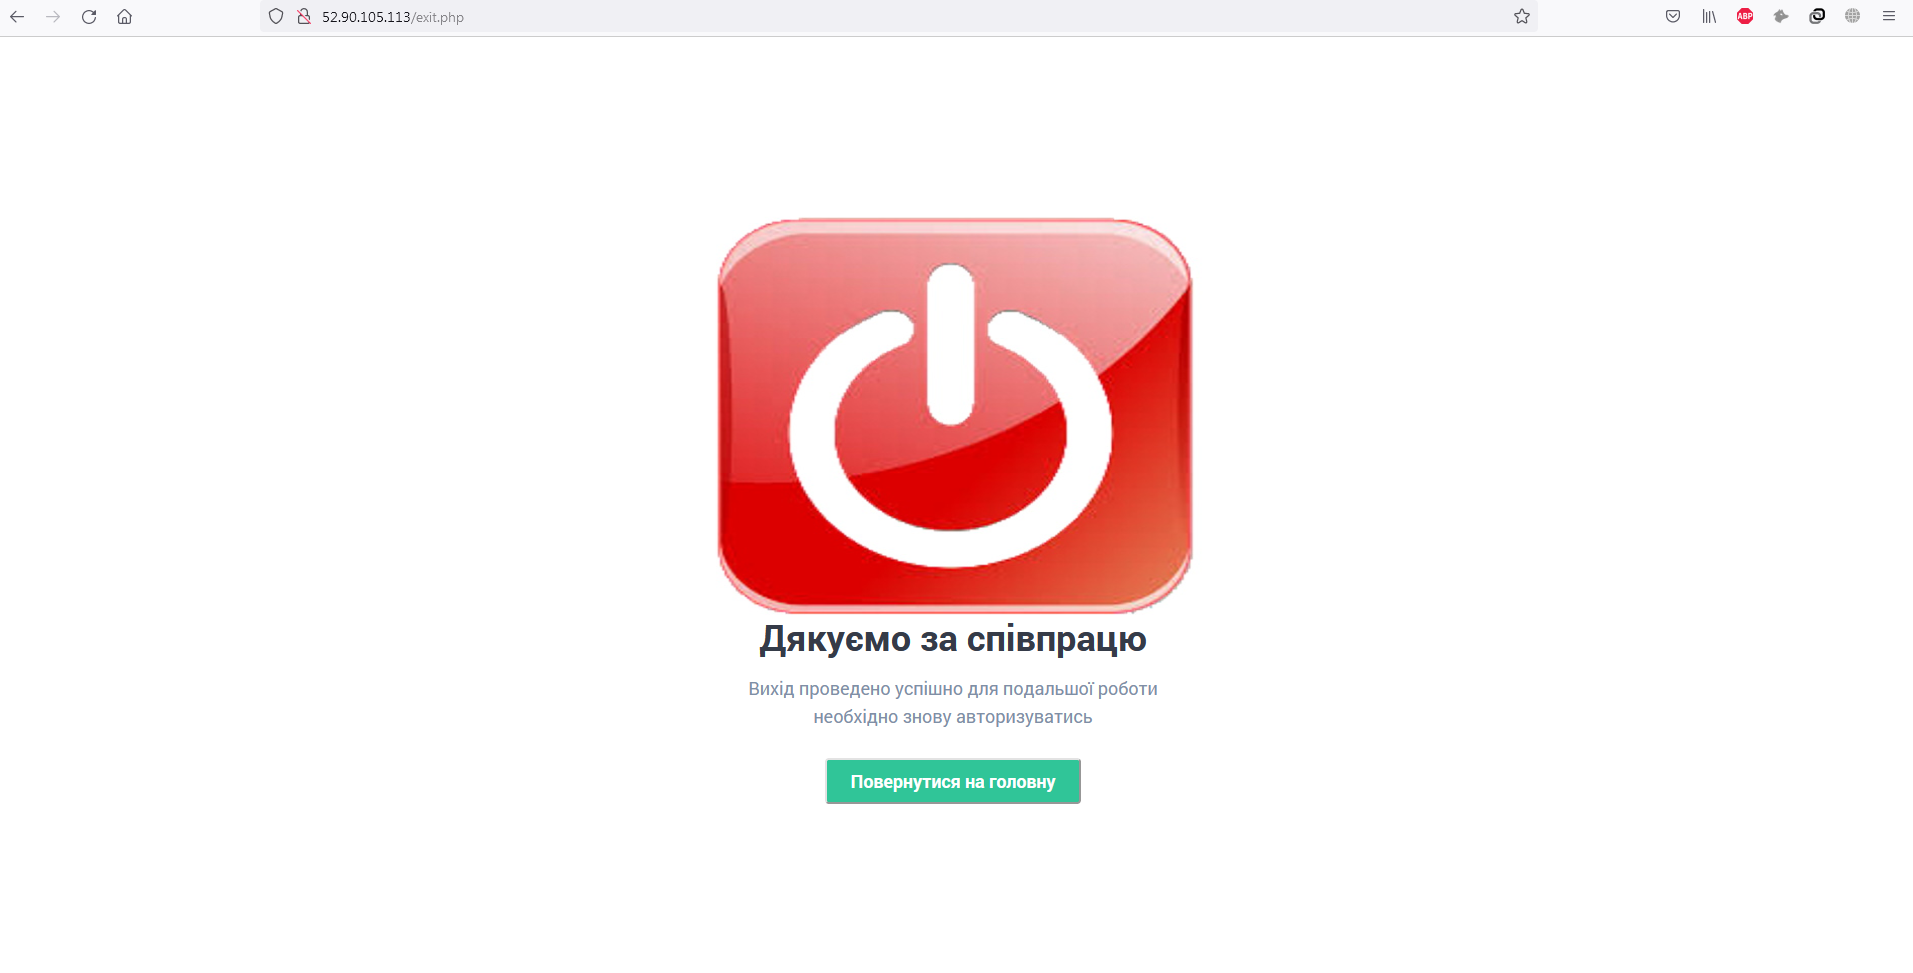 52.90.105.113/exit.php
ABP
Дякуємо за співпрацю
Вихід проведено успішно для подальшої роботи
необхідно знову авторизуватись
Повернутися на головну